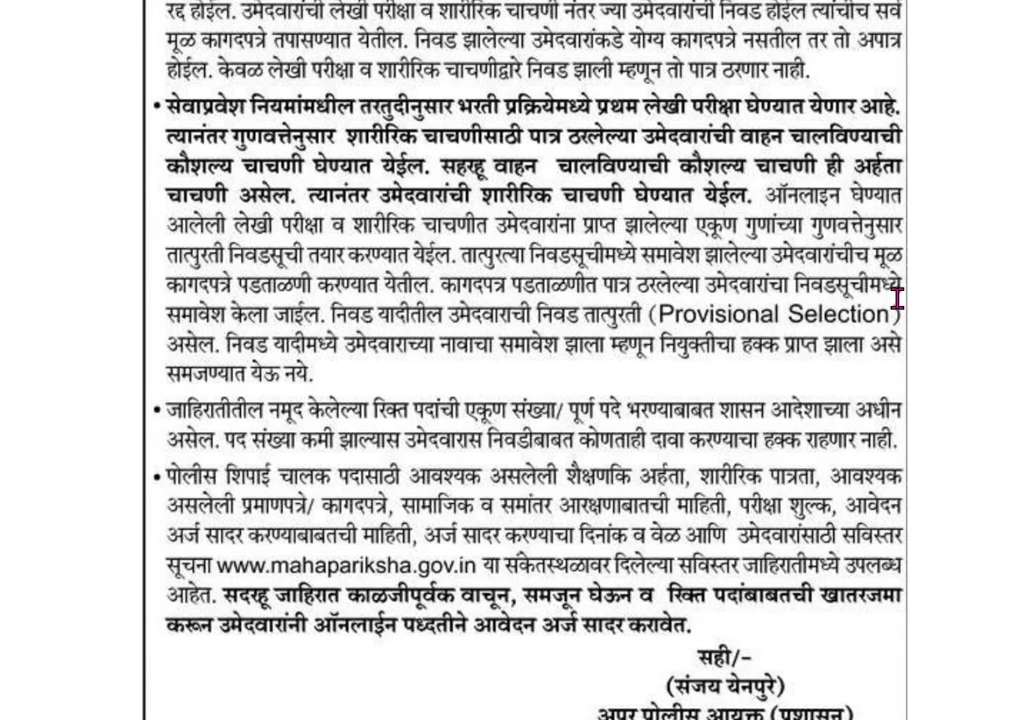 रद्द होईल. उमेदवारांची लेखी परीक्षा व शारीरिक चाचणी नंतर ज्या उमेदवारांची निवड होईल त्यांचीच सर्व
मूळ कागदपत्रे तपासण्यात येतील. निवड झालेल्या उमेदवारांकडे योग्य कागदपत्रे नसतील तर तो अपात्र
होईल. केवळ लेखी परीक्षा व शारीरिक चाचणीद्वारे निवड झाली म्हणून तो पात्र ठरणार नाही.
• सेवाप्रवेश नियमांमधील तरतुदीनुसार भरती प्रक्रियेमध्ये प्रथम लेखी परीक्षा घेण्यात येणार आहे.
त्यानंतर गुणवत्तेनुसार शारीरिक चाचणीसाठी पात्र ठरलेल्या उमेदवारांची वाहन चालविण्याची
कौशल्य चाचणी घेण्यात येईल. सहरहू वाहन चालविण्याची कौशल्य चाचणी ही अर्हता
चाचणी असेल. त्यानंतर उमेदवारांची शारीरिक चाचणी घेण्यात येईल. ऑनलाइन घेण्यात
आलेली लेखी परीक्षा व शारीरिक चाचणीत उमेदवारांना प्राप्त झालेल्या एकूण गुणांच्या गुणवत्तेनुसार
तात्पुरती निवडसूची तयार करण्यात येईल. तात्पुरत्या निवडसूचीमध्ये समावेश झालेल्या उमेदवारांचीच मूळ
कागदपत्रे पडताळणी करण्यात येतील. कागदपत्र पडताळणीत पात्र ठरलेल्या उमेदवारांचा निवडसूचीमध्ये
समावेश केला जाईल. निवड यादीतील उमेदवाराची निवड तात्पुरती (Provisional Selection)
असेल. निवड यादीमध्ये उमेदवाराच्या नावाचा समावेश झाला म्हणून नियुक्तीचा हक्क प्राप्त झाला असे
समजण्यात येऊ नये.
• जाहिरातीतील नमूद केलेल्या रिक्त पदांची एकूण संख्या/ पूर्ण पदे भरण्याबाबत शासन आदेशाच्या अधीन
असेल. पद संख्या कमी झाल्यास उमेदवारास निवडीबाबत कोणताही दावा करण्याचा हक्क राहणार नाही.
• पोलीस शिपाई चालक पदासाठी आवश्यक असलेली शैक्षणकि अर्हता, शारीरिक पात्रता, आवश्यक
असलेली प्रमाणपत्रे/ कागदपत्रे, सामाजिक व समांतर आरक्षणाबातची माहिती, परीक्षा शुल्क, आवेदन
अर्ज सादर करण्याबाबतची माहिती, अर्ज सादर करण्याचा दिनांक व वेळ आणि उमेदवारांसाठी सविस्तर
सूचना www.mahapariksha.gov.in या संकेतस्थळावर दिलेल्या सविस्तर जाहिरातीमध्ये उपलब्ध
आहेत. सदरहू जाहिरात काळजीपूर्वक वाचून, समजून घेऊन व रिक्त पदांबाबतची खातरजमा
करून उमेदवारांनी ऑनलाईन पध्दतीने आवेदन अर्ज सादर करावेत.
सही/-
(संजय येनपुरे)
अपर पोलीस आयुक्त (प्रशासन)